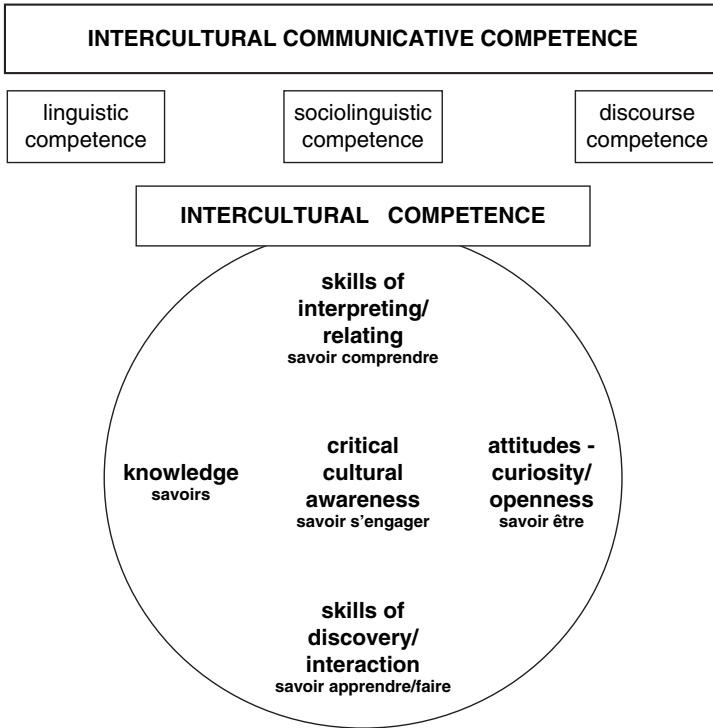 INTERCULTURAL COMMUNICATIVE COMPETENCE
linguistic
competence
sociolinguistic
competence
discourse
competence
INTERCULTURAL COMPETENCE
skills of
interpreting/
relating
savoir comprendre
knowledge
savoirs
critical
cultural
awareness
savoir s'engager
attitudes -
curiosity/
openness
savoir être
skills of
discovery/
interaction
savoir apprendre/faire